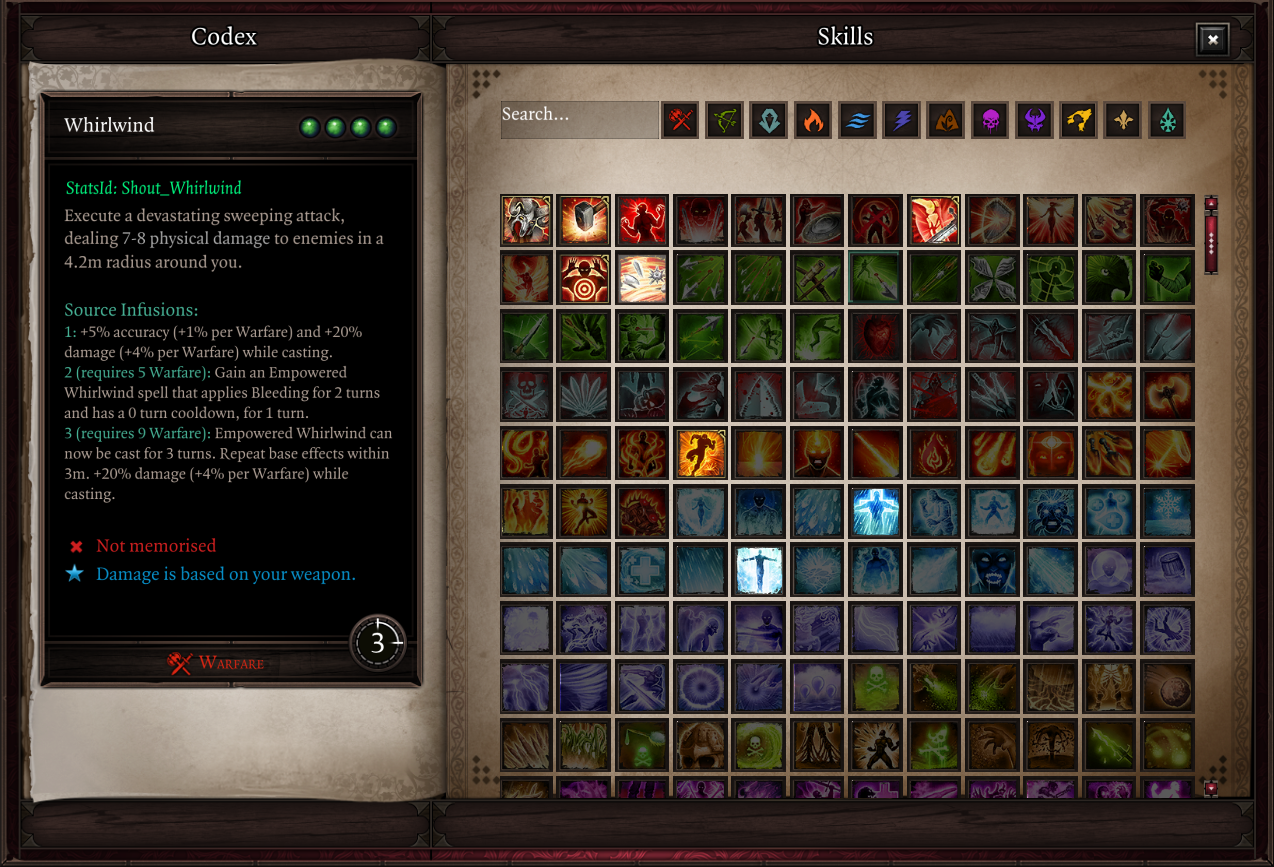 Codex
Skills
Whirlwind
StatsId: Shout_Whirlwind
Execute a devastating sweeping attack,
dealing 7-8 physical damage to enemies in a
4.2m radius around you.
Source Infusions:
1: +5% accuracy (+1% per Warfare) and +20%
damage (+4% per Warfare) while casting.
2 (requires 5 Warfare): Gain an Empowered
Whirlwind spell that applies Bleeding for 2 turns
and has a 0 turn cooldown, for 1 turn.
3 (requires 9 Warfare): Empowered Whirlwind can
now be cast for 3 turns. Repeat base effects within
3m. +20% damage (+4% per Warfare) while
casting.
Not memorised
Damage is based on your weapon.
3
Warfare
Search...